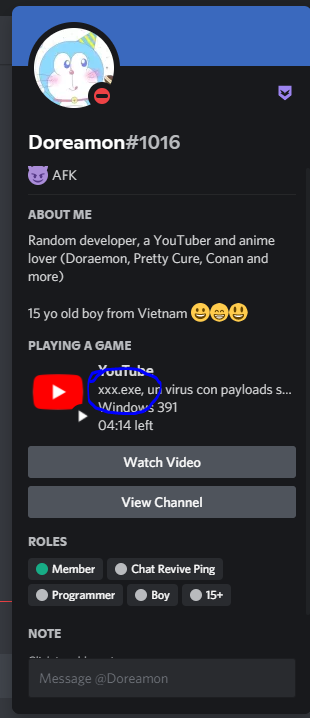 Doreamon#1016
AFK
ABOUT ME
Random developer, a YouTuber and anime
lover (Doraemon, Pretty Cure, Conan and
more)
15 yo old boy from Vietnam 😀😁😃
PLAYING A GAME
YouTube
xxx.exe, un virus con payloads s...
Windows 391
04:14 left
Watch Video
View Channel
ROLES
Member Chat Revive Ping
Programmer Boy 15+
NOTE
Message @Doreamon